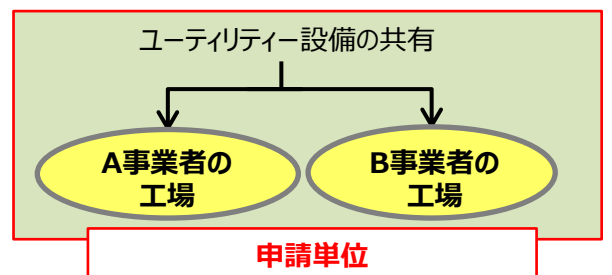 ユーティリティー設備の共有
A事業者の
工場
B事業者の
工場
申請単位